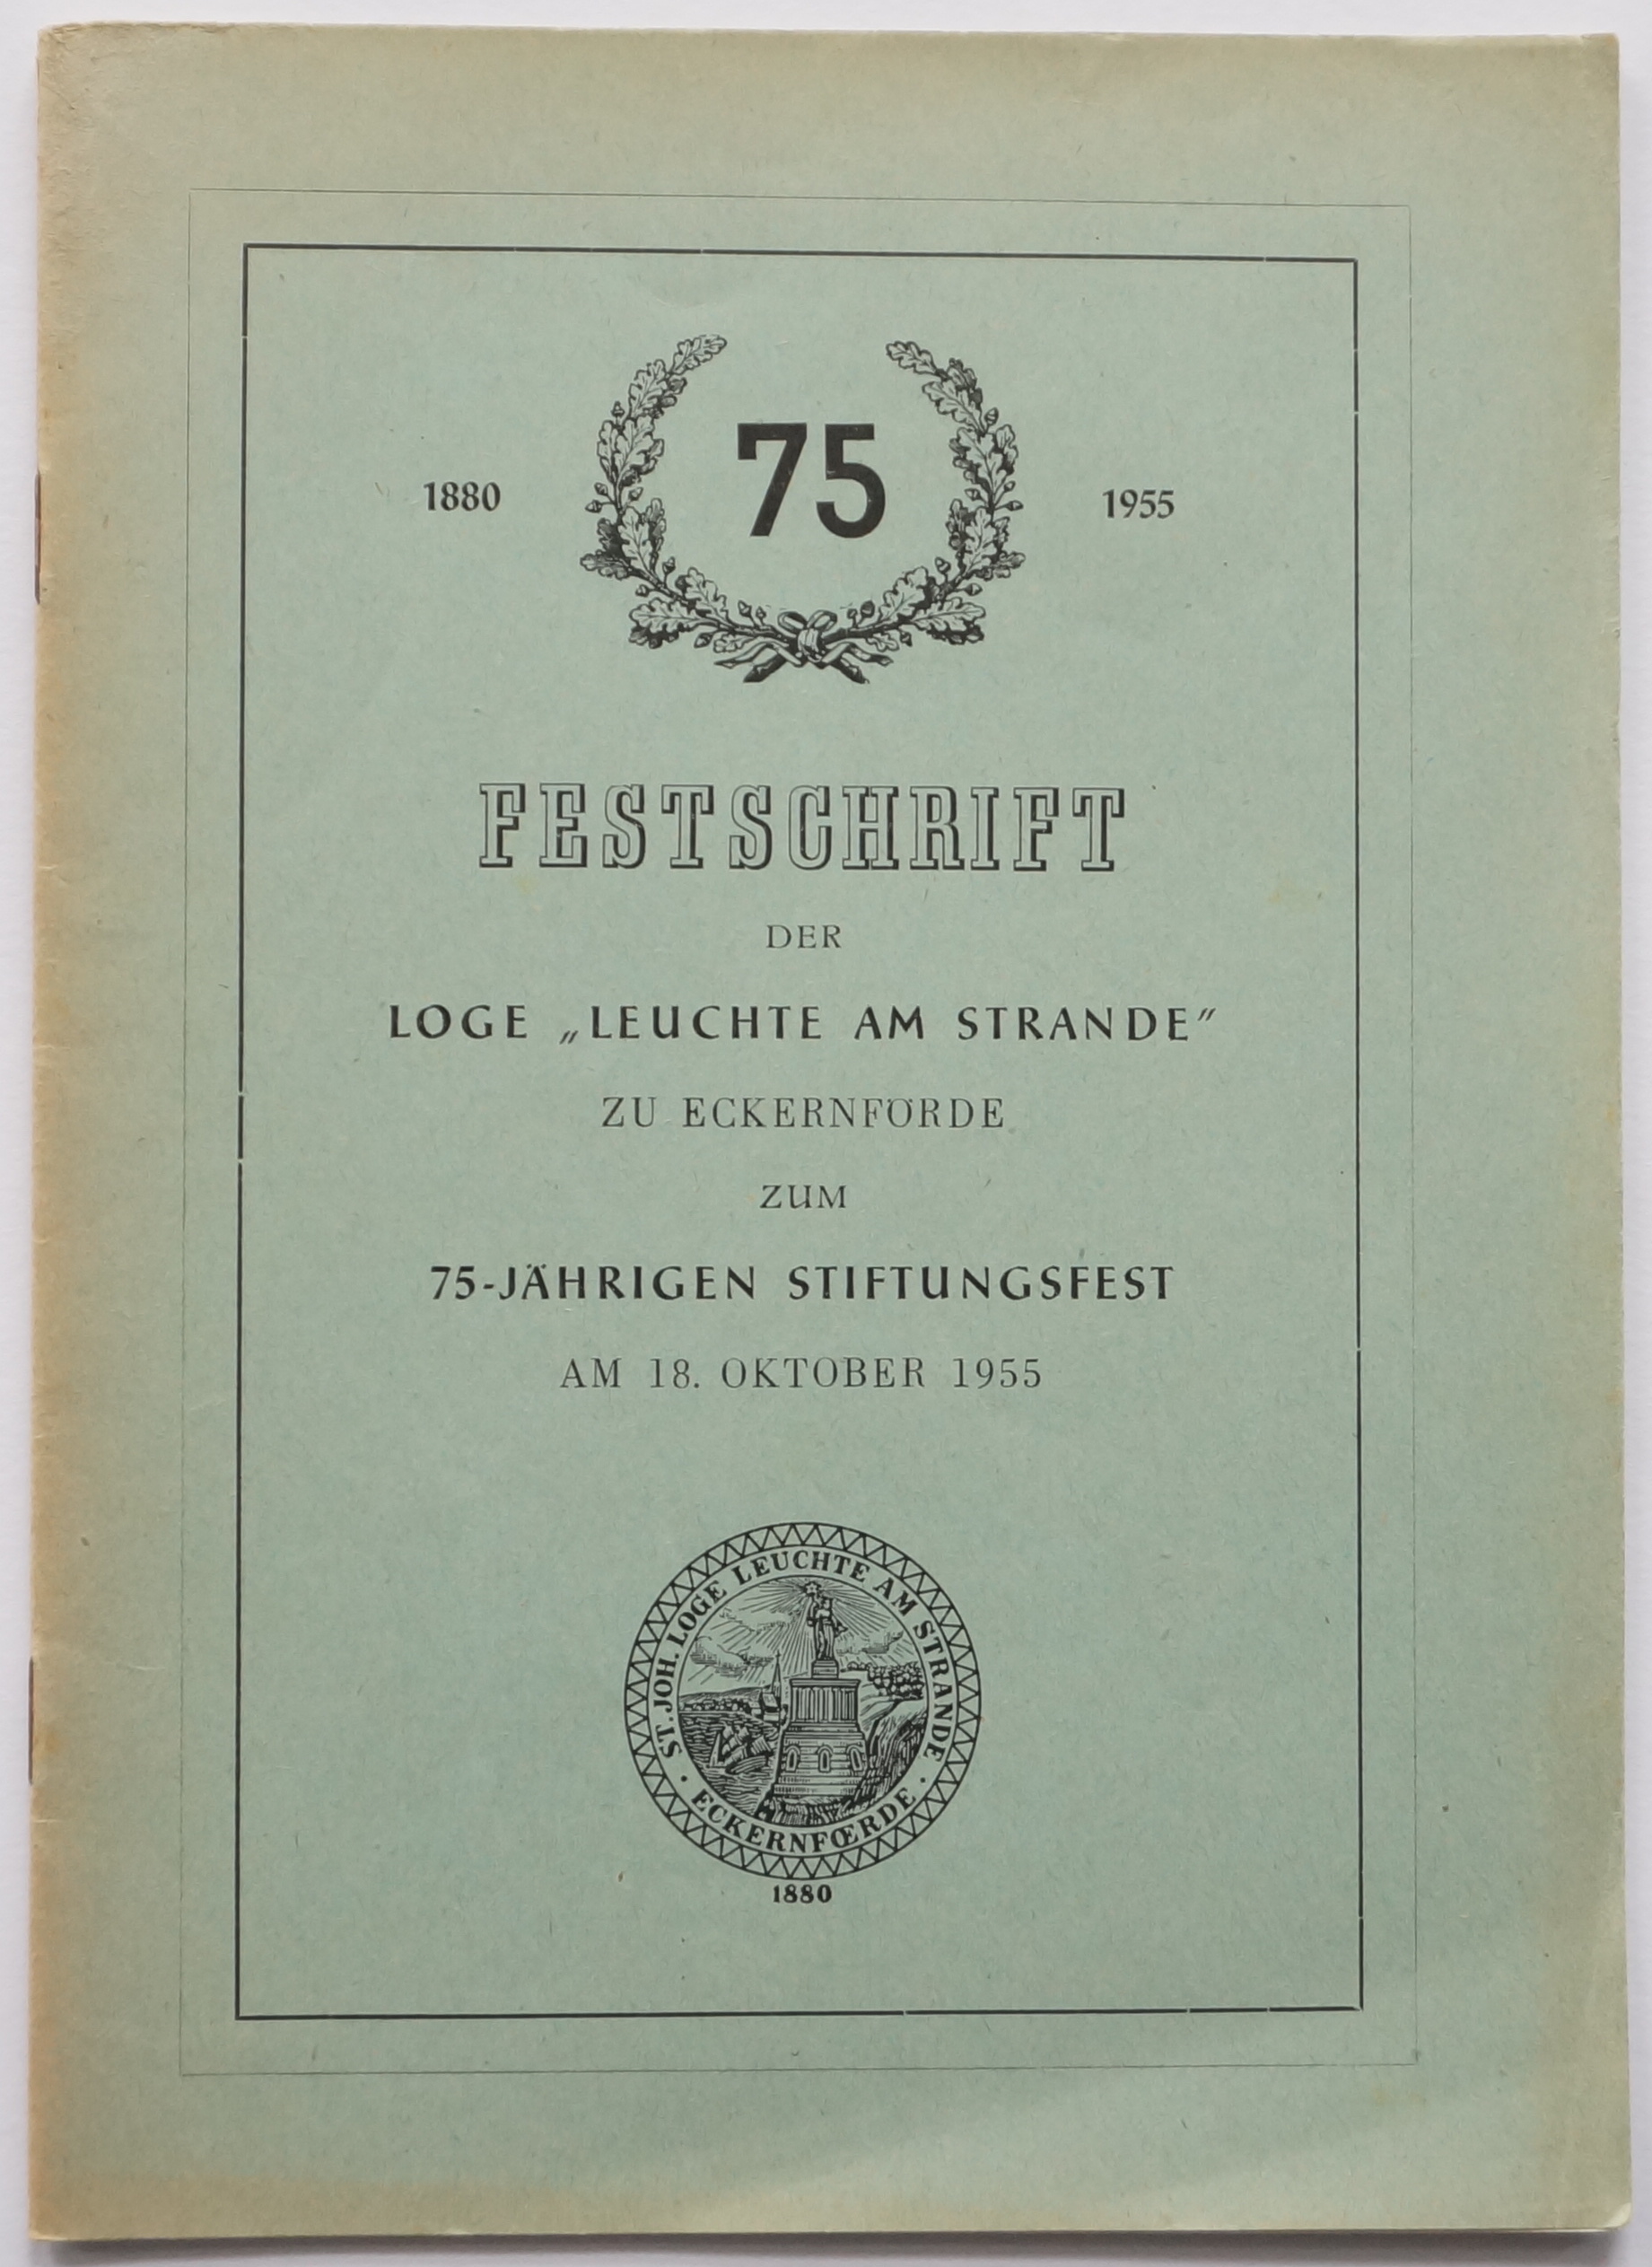 75
1880
1955
FESTSCHRIFT
DER
LOGE „LEUCHTE AM STRANDE"
ZU ECKERNFÖRDE
ZUM
75-JÄHRIGEN STIFTUNGSFEST
AM 18. OKTOBER 1955
ST. JOH. LOGE LEUCHTE AM STRANDE
· ECKERNFŒRDE ·
1880